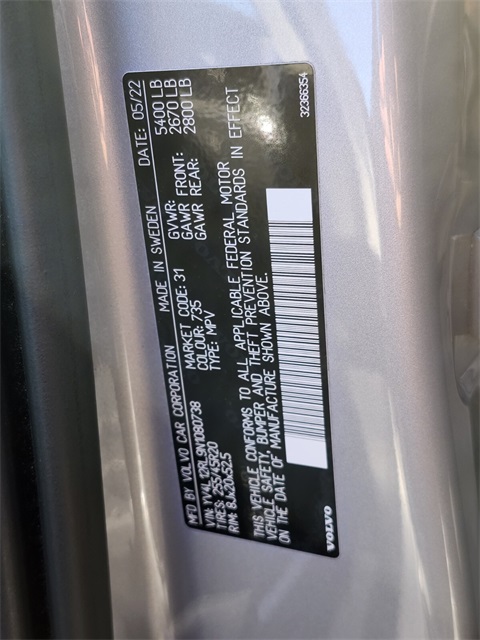 MFD BY VOLVO CAR CORPORATION MADE IN SWEDEN DATE: 05/22
VIN: YV4L12RL9N1080738 MARKET CODE: 31 GVWR: 5400 LB
TIRES: 255/45R20 COLOUR: 735 GAWR FRONT: 2670 LB
RIM: 8Jx20x52.5 TYPE: MPV GAWR REAR: 2800 LB
THIS VEHICLE CONFORMS TO ALL APPLICABLE FEDERAL MOTOR
VEHICLE SAFETY, BUMPER AND THEFT PREVENTION STANDARDS IN EFFECT
ON THE DATE OF MANUFACTURE SHOWN ABOVE.
VOLVO 32366354